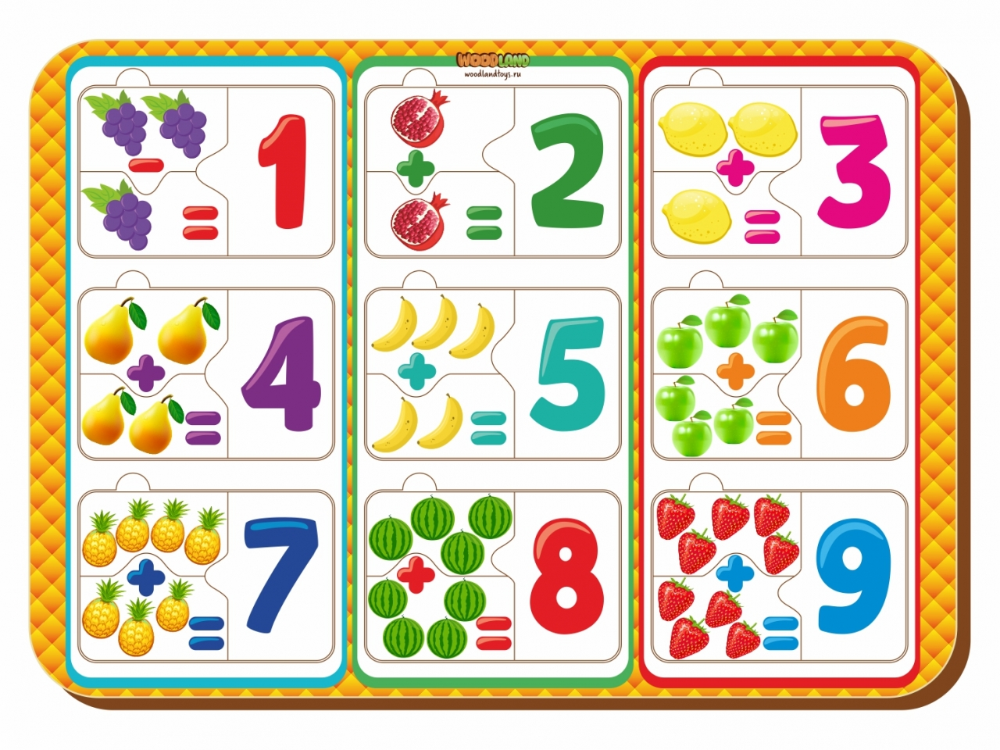 WOODLAND
woodlandtoys.ru
- = 1
+ = 2
+ = 3
+ = 4
+ = 5
+ = 6
+ = 7
+ = 8
+ = 9